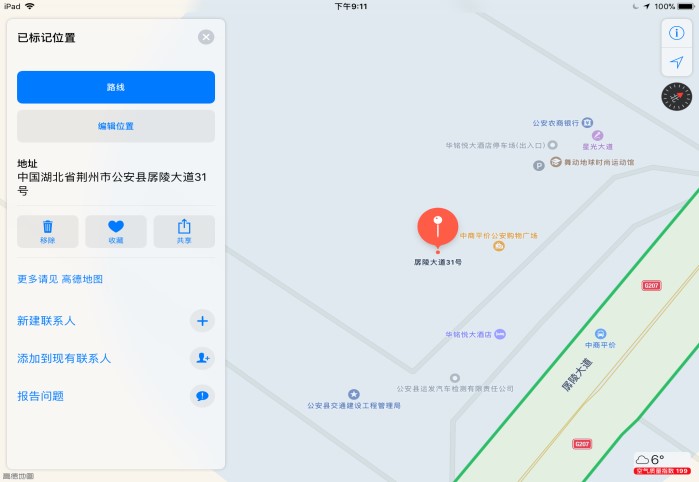 iPad
下午9:11
100%
已标记位置
路线
编辑位置
地址
中国湖北省荆州市公安县孱陵大道31
号
移除
收藏
共享
更多请见 高德地图
新建联系人
添加到现有联系人
报告问题
高德地图
公安农商银行
星光大道
华铭悦大酒店停车场(出入口)
P
舞动地球时尚运动馆
中商平价公安购物广场
孱陵大道31号
G207
华铭悦大酒店
中商平价
孱陵大道
公安县运发汽车检测有限责任公司
公安县交通建设工程管理局
G207
6°
空气质量指数 199